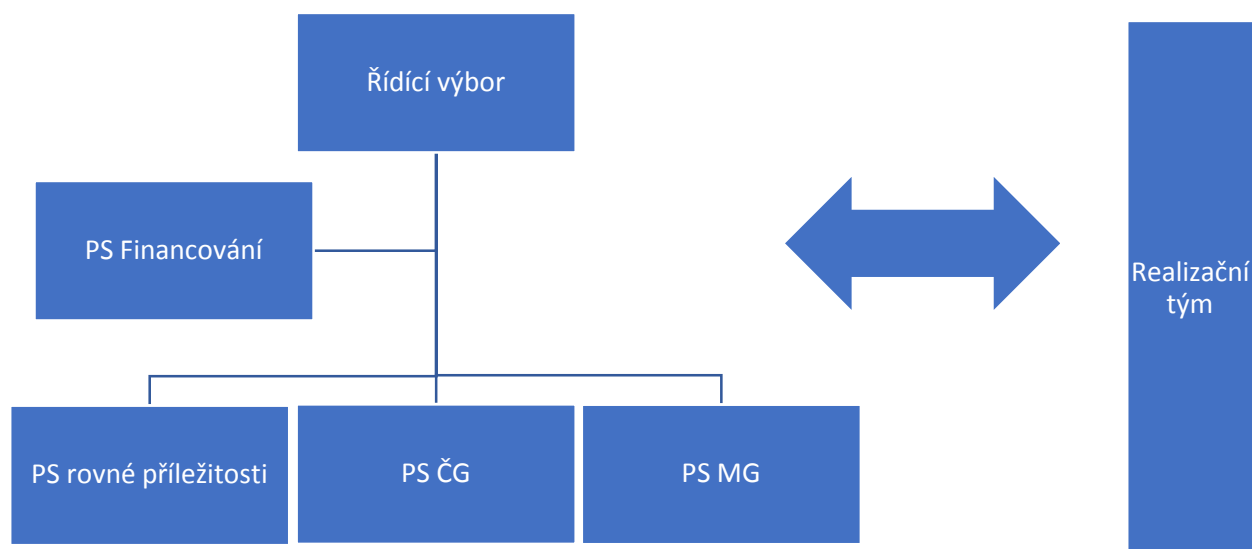 Řídící výbor
PS Financování
Realizační
tým
PS rovné příležitosti
PS ČG
PS MG